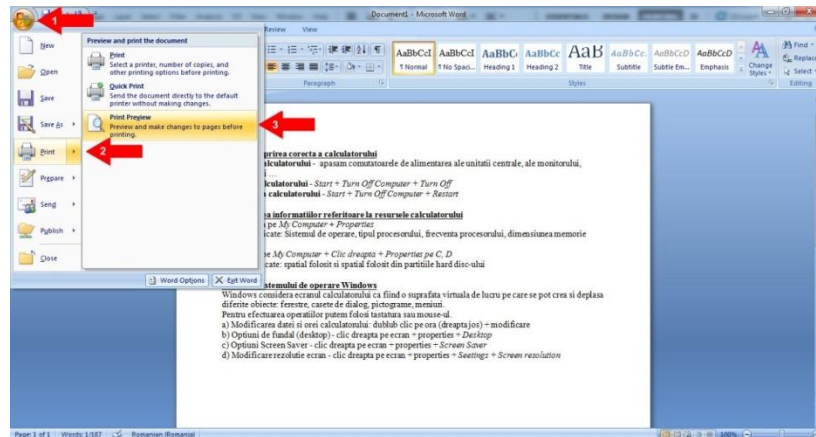 Document1 - Microsoft Word
1
Review View
New
Open
Save
Save As
Print
Prepare
Send
Publish
Close
Preview and print the document
Print
Select a printer, number of copies, and
other printing options before printing.
Quick Print
Send the document directly to the default
printer without making changes.
Print Preview
Preview and make changes to pages before
printing.
2
3
Word Options
Exit Word
AaBbCcI AaBbCcI AaBbCc AaBbCc AaB AaBbCc. AaBbCcD AaBbCcD
¶ Normal ¶ No Spaci... Heading 1 Heading 2 Title Subtitle Subtle Em... Emphasis
Change
Styles
Find
Replace
Select
Paragraph Styles Editing
prirea corecta a calculatorului
lculatorului - apasam comutatoarele de alimentarea ale unitatii centrale, ale monitorului,
i ...
lculatorului - Start + Turn Off Computer + Turn Off
a calculatorului - Start + Turn Off Computer + Restart
ea informatiilor referitoare la resursele calculatorului
a pe My Computer + Properties
icate: Sistemul de operare, tipul procesorului, frecventa procesorului, dimensiunea memorie
pe My Computer + Clic dreapta + Properties pe C, D
cate: spatial folosit si spatial folosit din partitiile hard disc-ului
stemului de operare Windows
Windows considera ecranul calculatorului ca fiind o suprafata virtuala de lucru pe care se pot crea si deplasa
diferite obiecte: ferestre, casete de dialog, pictograme, meniuri.
Pentru efectuarea operatiilor putem folosi tastatura sau mouse-ul.
a) Modificarea datei si orei calculatorului: dublub clic pe ora (dreapta jos) + modificare
b) Optiuni de fundal (desktop) - clic dreapta pe ecran + properties + Desktop
c) Optiuni Screen Saver - clic dreapta pe ecran + properties + Screen Saver
d) Modificare rezolutie ecran - clic dreapta pe ecran + properties + Seetings + Screen resolution
Page: 1 of 1 Words: 1/187 Romanian (Romania) 100%